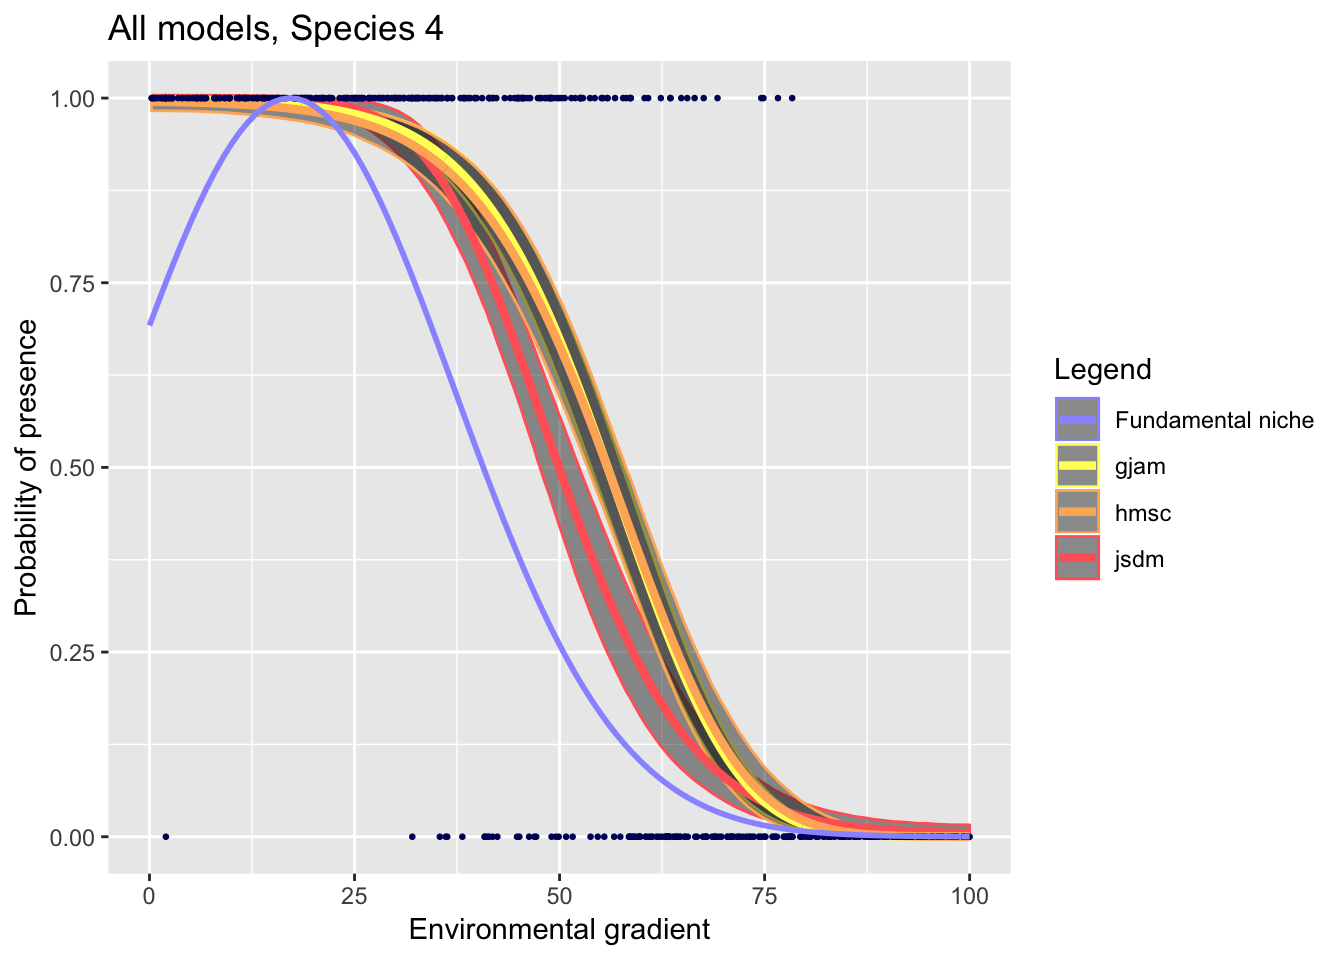 All models, Species 4
Probability of presence
1.00
0.75
0.50
0.25
0.00
0
25
50
75
100
Environmental gradient
Legend
Fundamental niche
gjam
hmsc
jsdm